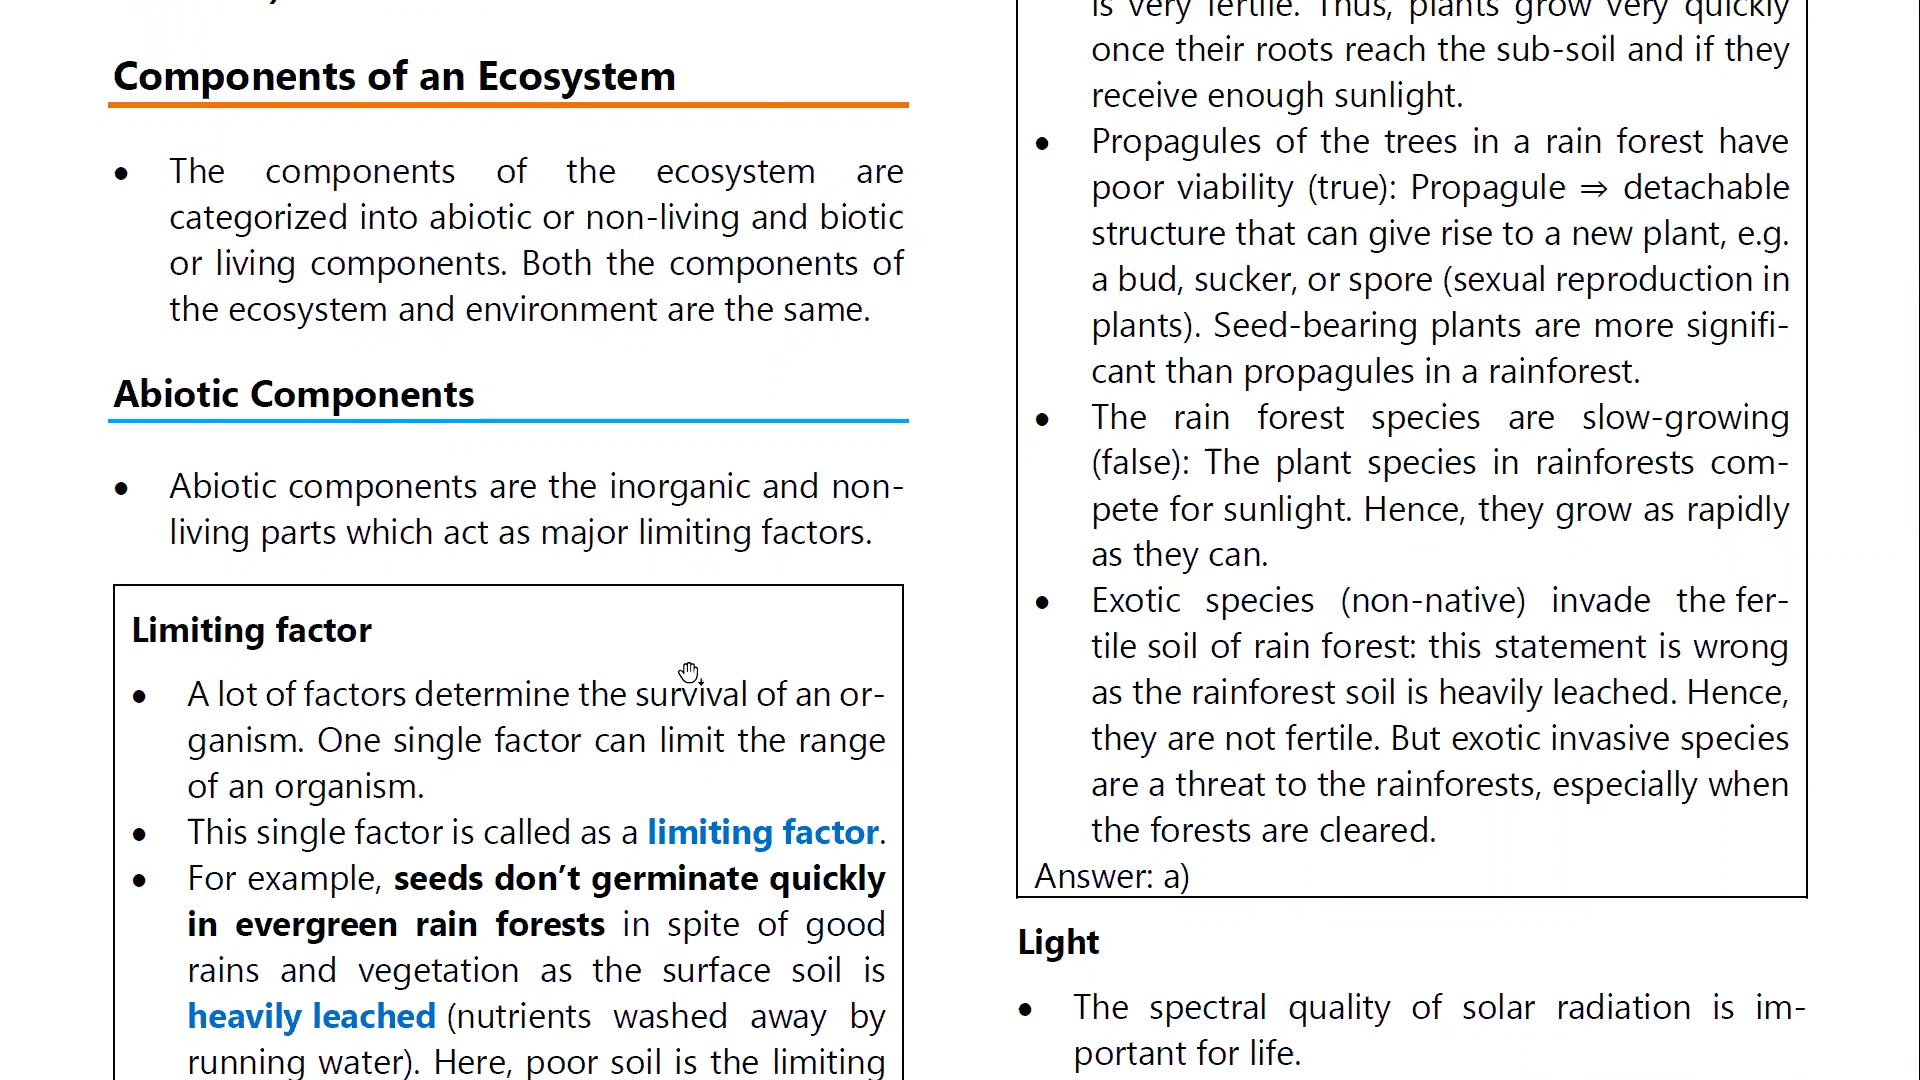 Components of an Ecosystem
• The components of the ecosystem are
categorized into abiotic or non-living and biotic
or living components. Both the components of
the ecosystem and environment are the same.
Abiotic Components
• Abiotic components are the inorganic and non-
living parts which act as major limiting factors.
Limiting factor
• A lot of factors determine the survival of an or-
ganism. One single factor can limit the range
of an organism.
• This single factor is called as a limiting factor.
• For example, seeds don’t germinate quickly
in evergreen rain forests in spite of good
rains and vegetation as the surface soil is
heavily leached (nutrients washed away by
running water). Here, poor soil is the limiting
is very fertile. Thus, plants grow very quickly
once their roots reach the sub-soil and if they
receive enough sunlight.
• Propagules of the trees in a rain forest have
poor viability (true): Propagule ⇒ detachable
structure that can give rise to a new plant, e.g.
a bud, sucker, or spore (sexual reproduction in
plants). Seed-bearing plants are more signifi-
cant than propagules in a rainforest.
• The rain forest species are slow-growing
(false): The plant species in rainforests com-
pete for sunlight. Hence, they grow as rapidly
as they can.
• Exotic species (non-native) invade the fer-
tile soil of rain forest: this statement is wrong
as the rainforest soil is heavily leached. Hence,
they are not fertile. But exotic invasive species
are a threat to the rainforests, especially when
the forests are cleared.
Answer: a)
Light
• The spectral quality of solar radiation is im-
portant for life.